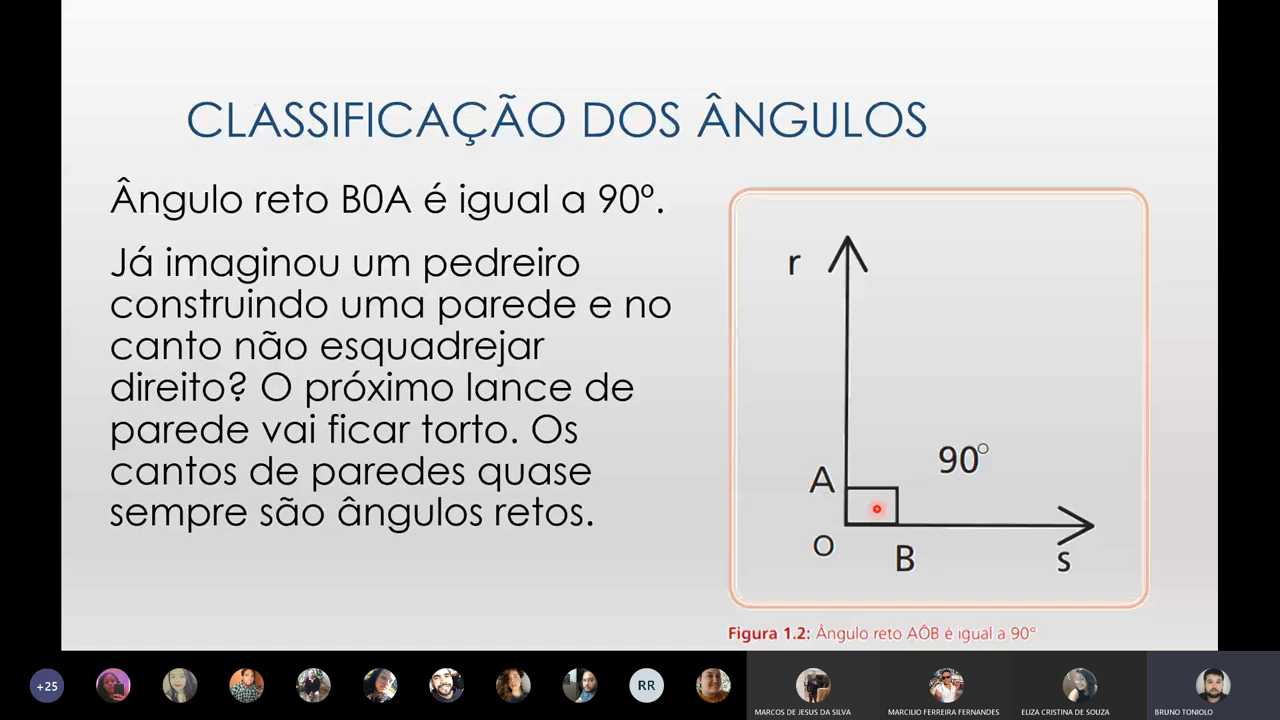 CLASSIFICAÇÃO DOS ÂNGULOS
Ângulo reto B0A é igual a 90º.
Já imaginou um pedreiro
construindo uma parede e no
canto não esquadrejar
direito? O próximo lance de
parede vai ficar torto. Os
cantos de paredes quase
sempre são ângulos retos.
r
90°
A
O
B
s
Figura 1.2: Ângulo reto AÔB é igual a 90°
+25
RR
MARCOS DE JESUS DA SILVA
MARCILIO FERREIRA FERNANDES
ELIZA CRISTINA DE SOUZA
BRUNO TONIOLO